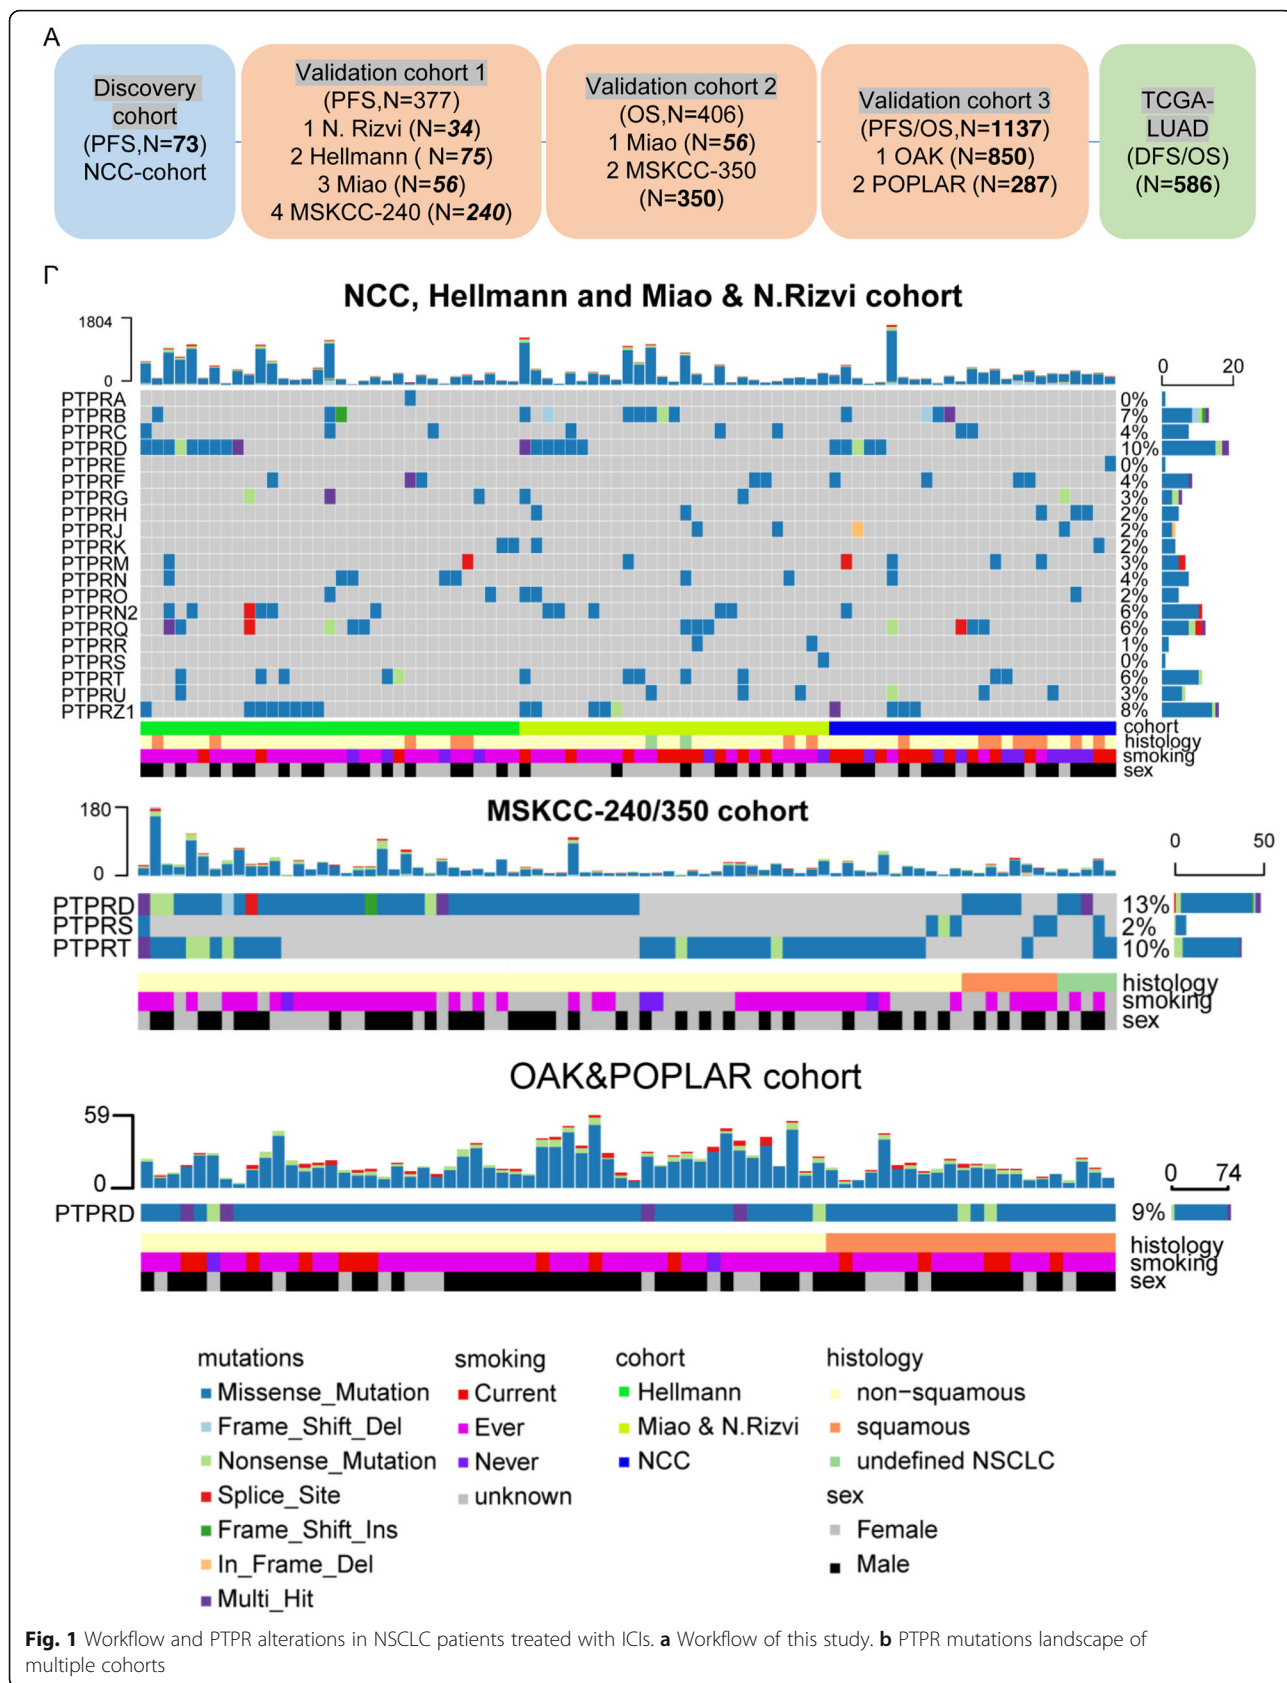 A
Discovery
cohort
(PFS,N=73)
NCC-cohort
Validation cohort 1
(PFS,N=377)
1 N. Rizvi (N=34)
2 Hellmann ( N=75)
3 Miao (N=56)
4 MSKCC-240 (N=240)
Validation cohort 2
(OS,N=406)
1 Miao (N=56)
2 MSKCC-350
(N=350)
Validation cohort 3
(PFS/OS,N=1137)
1 OAK (N=850)
2 POPLAR (N=287)
TCGA-
LUAD
(DFS/OS)
(N=586)
NCC, Hellmann and Miao & N.Rizvi cohort
1804
0
0 20
PTPRA 0%
PTPRB 7%
PTPRC 4%
PTPRD 10%
PTPRE 0%
PTPRF 4%
PTPRG 3%
PTPRH 2%
PTPRJ 2%
PTPRK 2%
PTPRM 3%
PTPRN 4%
PTPRO 2%
PTPRN2 6%
PTPRQ 6%
PTPRR 1%
PTPRS 0%
PTPRT 6%
PTPRU 3%
PTPRZ1 8%
cohort
histology
smoking
sex
MSKCC-240/350 cohort
180
0
0 50
PTPRD 13%
PTPRS 2%
PTPRT 10%
histology
smoking
sex
OAK&POPLAR cohort
59
0
0 74
PTPRD 9%
histology
smoking
sex
mutations
Missense_Mutation
Frame_Shift_Del
Nonsense_Mutation
Splice_Site
Frame_Shift_Ins
In_Frame_Del
Multi_Hit
smoking
Current
Ever
Never
unknown
cohort
Hellmann
Miao & N.Rizvi
NCC
histology
non−squamous
squamous
undefined NSCLC
sex
Female
Male
Fig. 1 Workflow and PTPR alterations in NSCLC patients treated with ICIs. a Workflow of this study. b PTPR mutations landscape of
multiple cohorts